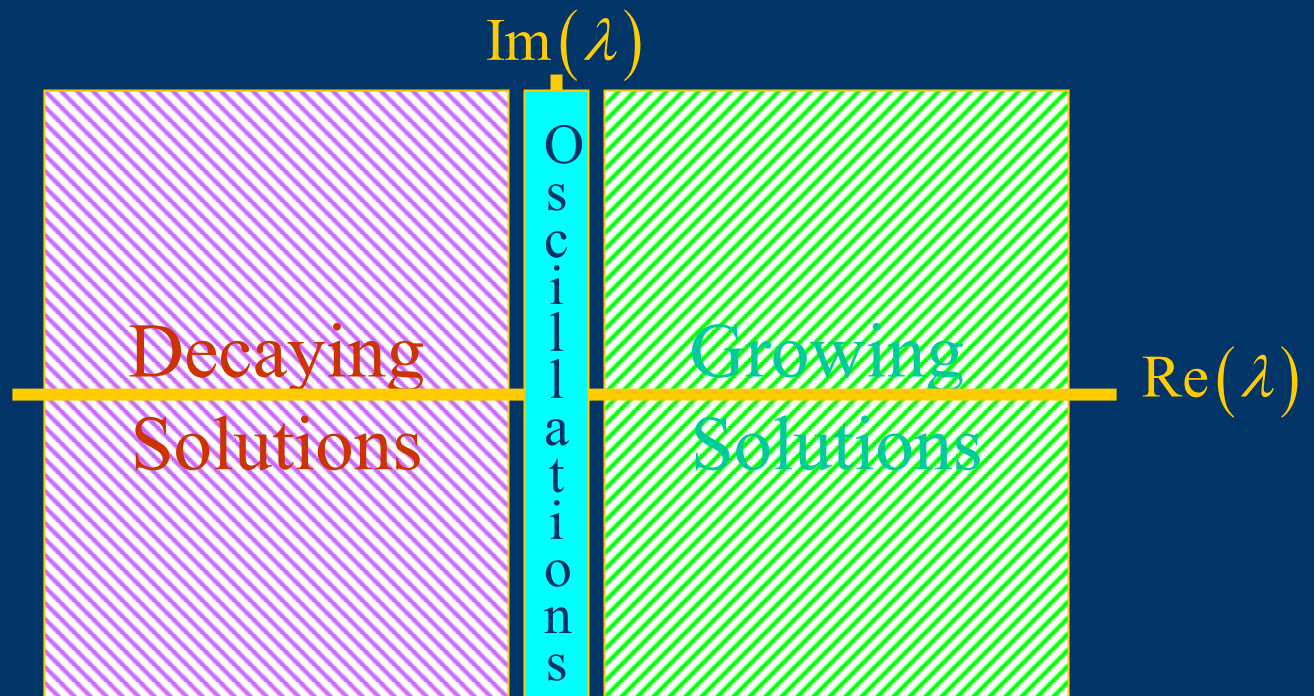 Im(λ)
Oscillations
Decaying
Solutions
Growing
Solutions
Re(λ)